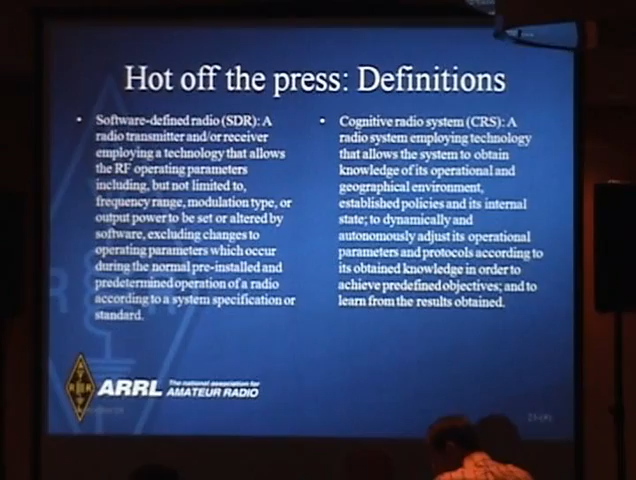 Hot off the press: Definitions
• Software-defined radio (SDR): A
radio transmitter and/or receiver
employing a technology that allows
the RF operating parameters
including, but not limited to,
frequency range, modulation type, or
output power to be set or altered by
software, excluding changes to
operating parameters which occur
during the normal pre-installed and
predetermined operation of a radio
according to a system specification or
standard.
• Cognitive radio system (CRS): A
radio system employing technology
that allows the system to obtain
knowledge of its operational and
geographical environment,
established policies and its internal
state; to dynamically and
autonomously adjust its operational
parameters and protocols according to
its obtained knowledge in order to
achieve predefined objectives; and to
learn from the results obtained.
ARRL The national association for
AMATEUR RADIO